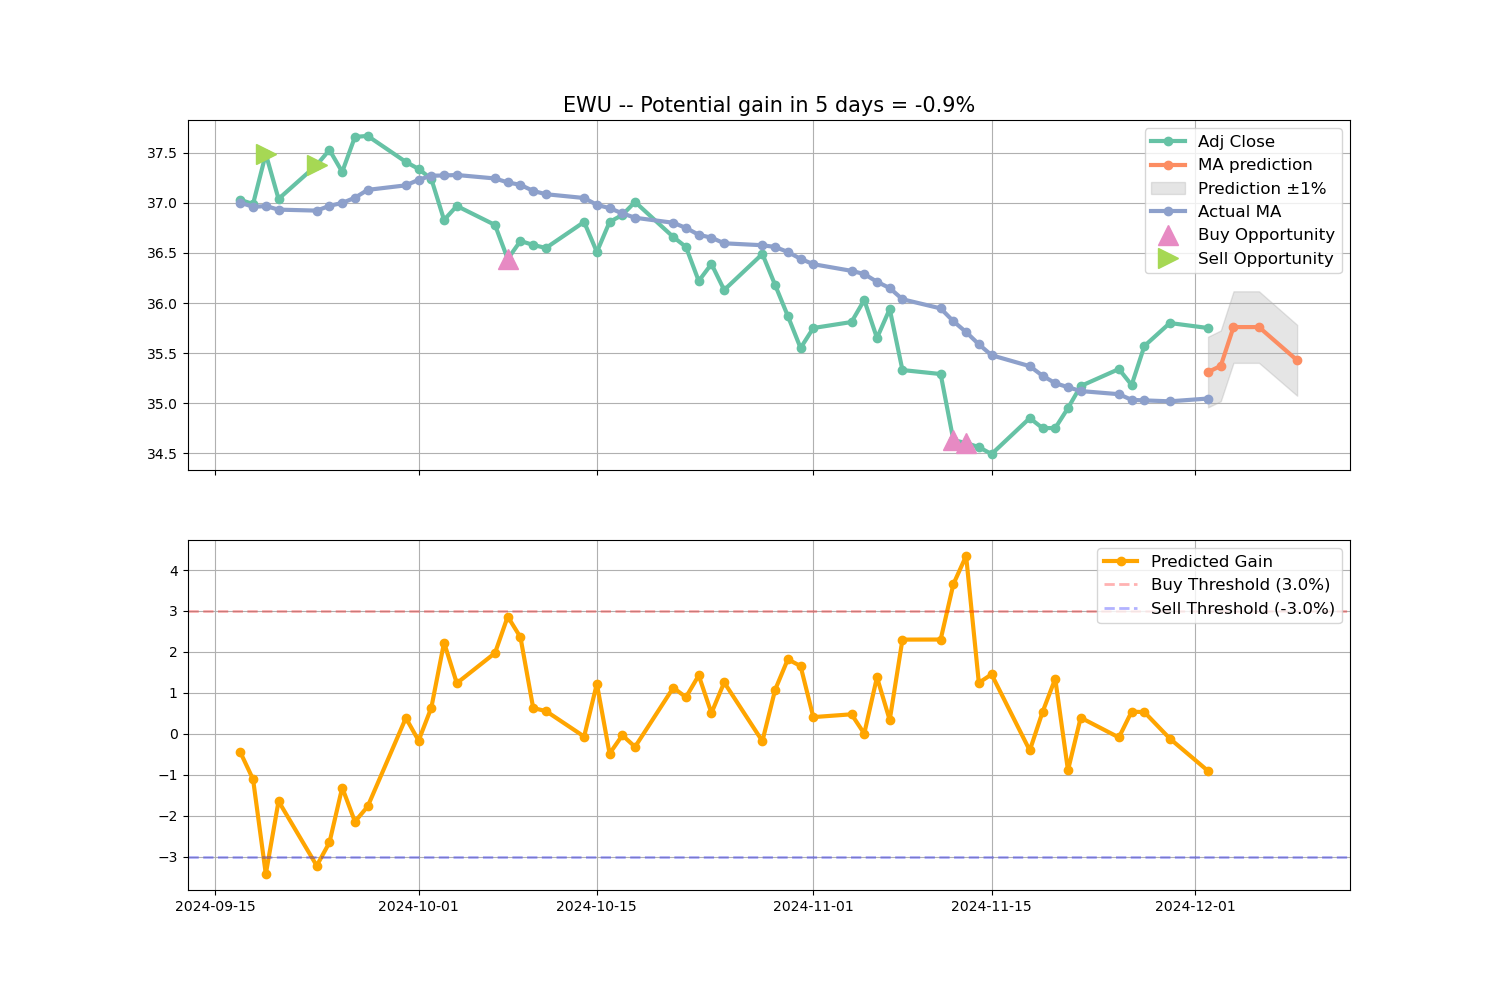 EWU -- Potential gain in 5 days = -0.9%
37.5
37.0
36.5
36.0
35.5
35.0
34.5
Adj Close
MA prediction
Prediction ±1%
Actual MA
Buy Opportunity
Sell Opportunity
4
3
2
1
0
−1
−2
−3
Predicted Gain
Buy Threshold (3.0%)
Sell Threshold (-3.0%)
2024-09-15
2024-10-01
2024-10-15
2024-11-01
2024-11-15
2024-12-01